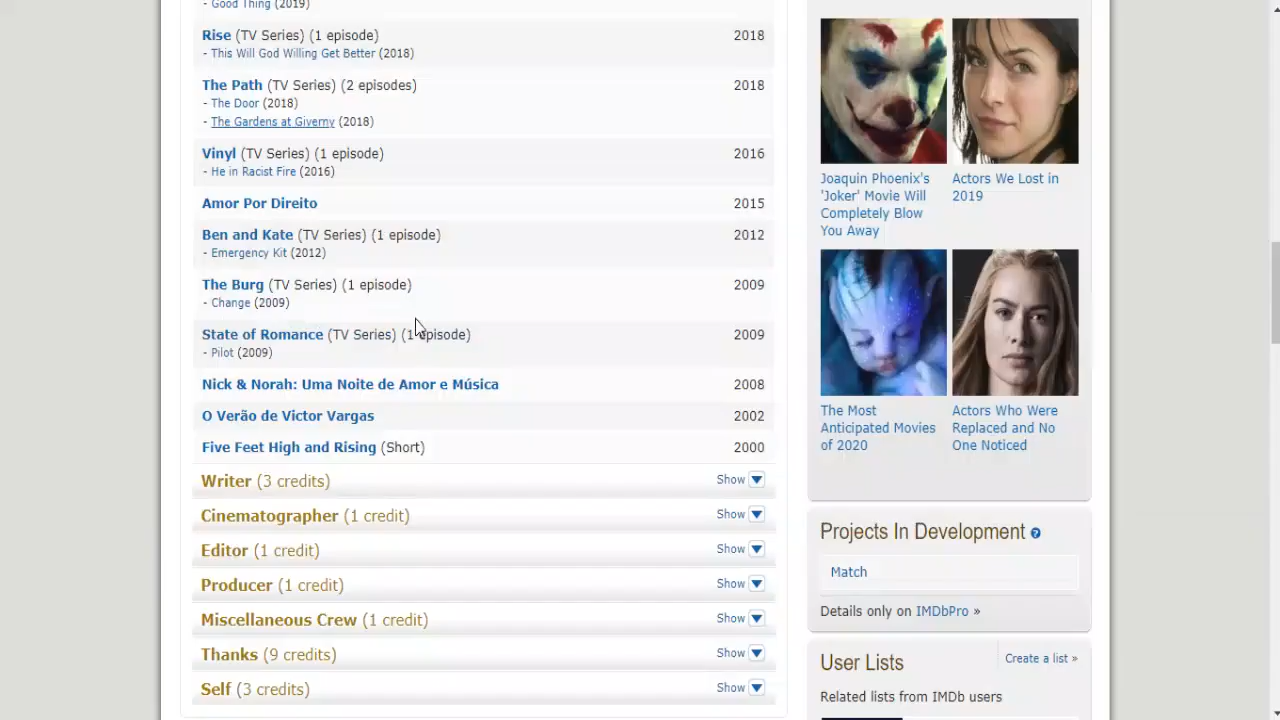 - Good Thing (2019)
Rise (TV Series) (1 episode) 2018
- This Will God Willing Get Better (2018)
The Path (TV Series) (2 episodes) 2018
- The Door (2018)
- The Gardens at Giverny (2018)
Vinyl (TV Series) (1 episode) 2016
- He in Racist Fire (2016)
Amor Por Direito 2015
Ben and Kate (TV Series) (1 episode) 2012
- Emergency Kit (2012)
The Burg (TV Series) (1 episode) 2009
- Change (2009)
State of Romance (TV Series) (1 episode) 2009
- Pilot (2009)
Nick & Norah: Uma Noite de Amor e Música 2008
O Verão de Victor Vargas 2002
Five Feet High and Rising (Short) 2000
Writer (3 credits) Show
Cinematographer (1 credit) Show
Editor (1 credit) Show
Producer (1 credit) Show
Miscellaneous Crew (1 credit) Show
Thanks (9 credits) Show
Self (3 credits) Show
Joaquin Phoenix's
'Joker' Movie Will
Completely Blow
You Away
Actors We Lost in
2019
The Most
Anticipated Movies
of 2020
Actors Who Were
Replaced and No
One Noticed
Projects In Development ?
Match
Details only on IMDbPro »
User Lists
Create a list »
Related lists from IMDb users